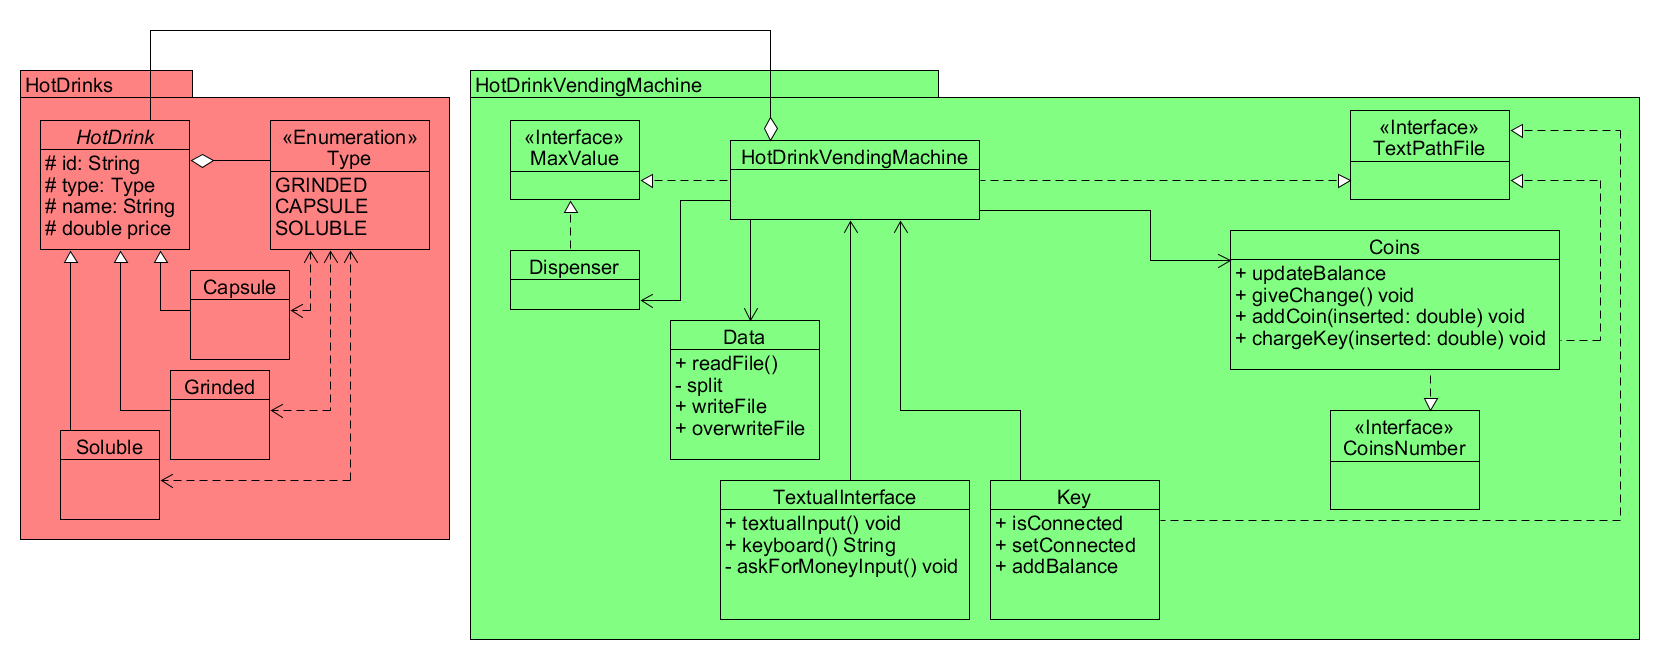 HotDrinks
HotDrink
# id: String
# type: Type
# name: String
# double price
«Enumeration»
Type
GRINDED
CAPSULE
SOLUBLE
Capsule
Grinded
Soluble
HotDrinkVendingMachine
«Interface»
MaxValue
HotDrinkVendingMachine
«Interface»
TextPathFile
Dispenser
Coins
+ updateBalance
+ giveChange() void
+ addCoin(inserted: double) void
+ chargeKey(inserted: double) void
Data
+ readFile()
- split
+ writeFile
+ overwriteFile
«Interface»
CoinsNumber
TextualInterface
+ textualInput() void
+ keyboard() String
- askForMoneyInput() void
Key
+ isConnected
+ setConnected
+ addBalance